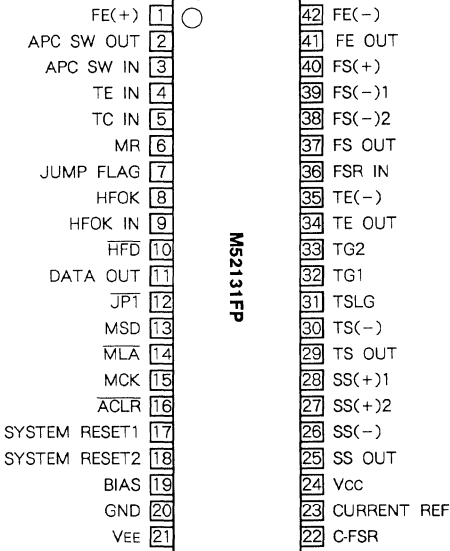 FE(+) 1 42 FE(−)
APC SW OUT 2 41 FE OUT
APC SW IN 3 40 FS(+)
TE IN 4 39 FS(−)1
TC IN 5 38 FS(−)2
MR 6 37 FS OUT
JUMP FLAG 7 36 FSR IN
HFOK 8 35 TE(−)
HFOK IN 9 34 TE OUT
H̅F̅D̅ 10 33 TG2
DATA OUT 11 32 TG1
J̅P̅1̅ 12 31 TSLG
MSD 13 30 TS(−)
M̅L̅A̅ 14 29 TS OUT
MCK 15 28 SS(+)1
A̅C̅L̅R̅ 16 27 SS(+)2
SYSTEM RESET1 17 26 SS(−)
SYSTEM RESET2 18 25 SS OUT
BIAS 19 24 VCC
GND 20 23 CURRENT REF
VEE 21 22 C-FSR
M52131FP